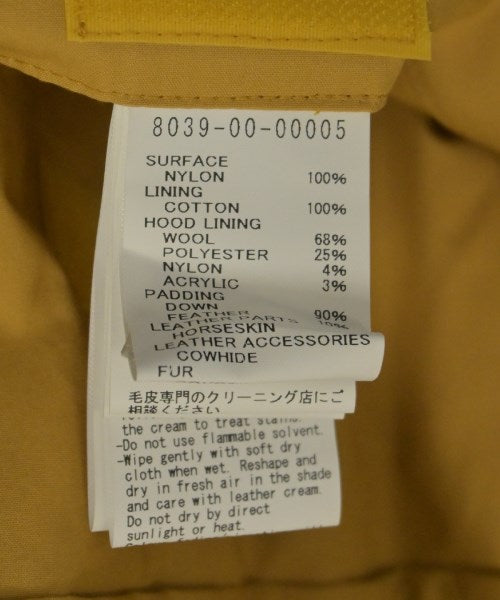 8039-00-00005
SURFACE
NYLON 100%
LINING
COTTON 100%
HOOD LINING
WOOL 68%
POLYESTER 25%
NYLON 4%
ACRYLIC 3%
PADDING
DOWN 90%
FEATHER 10%
LEATHER PARTS
HORSESKIN
LEATHER ACCESSORIES
COWHIDE
FUR
毛皮専門のクリーニング店にご
相談ください
the cream to treat stains.
-Do not use flammable solvent.
-Wipe gently with soft dry
cloth when wet. Reshape and
dry in fresh air in the shade
and care with leather cream.
Do not dry by direct
sunlight or heat.